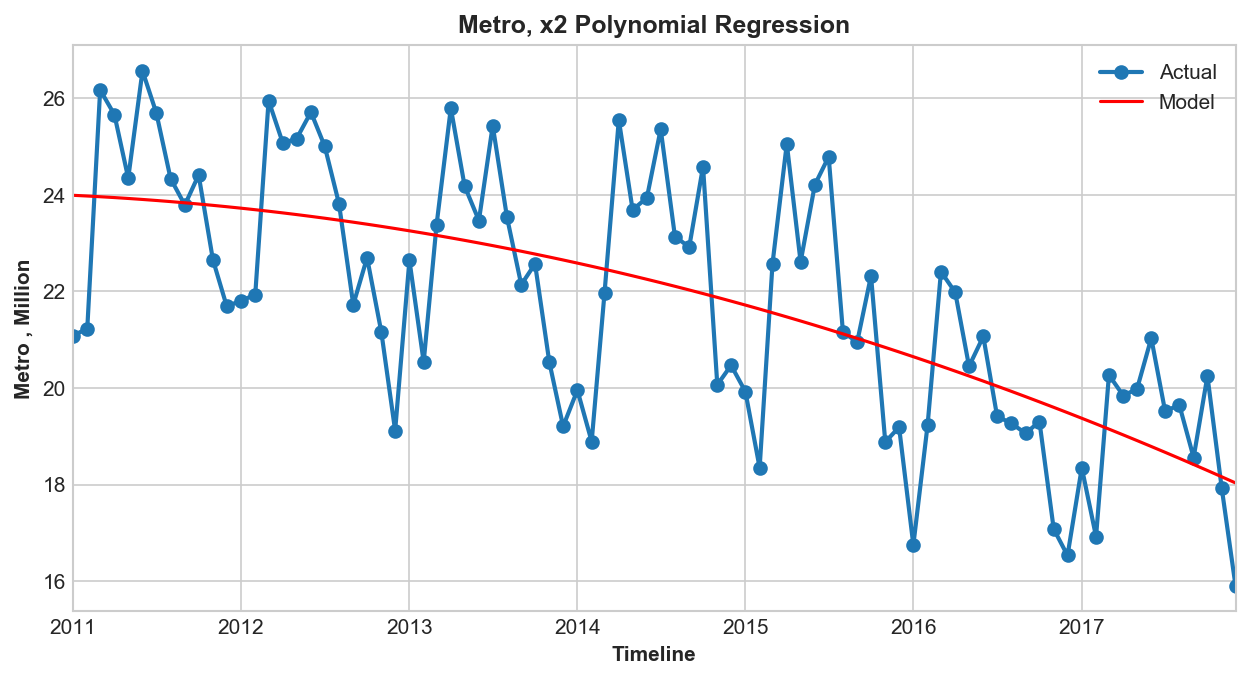 Metro, x2 Polynomial Regression
Actual
Model
Metro , Million
26
24
22
20
18
16
2011
2012
2013
2014
2015
2016
2017
Timeline